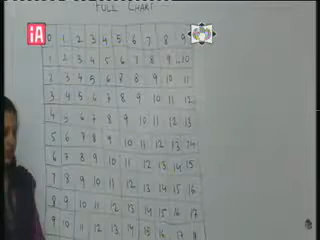 FULL CHART
iA
0 1 2 3 4 5 6 7 8 9
1 2 3 4 5 6 7 8 9 10
2 3 4 5 6 7 8 9 10 11
3 4 5 6 7 8 9 10 11 12
4 5 6 7 8 9 10 11 12 13
5 6 7 8 9 10 11 12 13 14
6 7 8 9 10 11 12 13 14 15
7 8 9 10 11 12 13 14 15 16
8 9 10 11 12 13 14 15 16 17
9 10 11 12 13 14 15 16 17 18